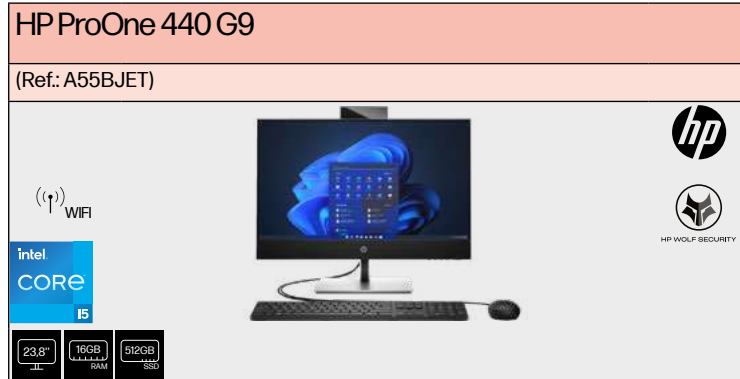 HP ProOne 440 G9
(Ref.: A55BJET)
hp
WIFI
HP WOLF SECURITY
intel.
CORE
i5
23,8"
16GB
RAM
512GB
SSD